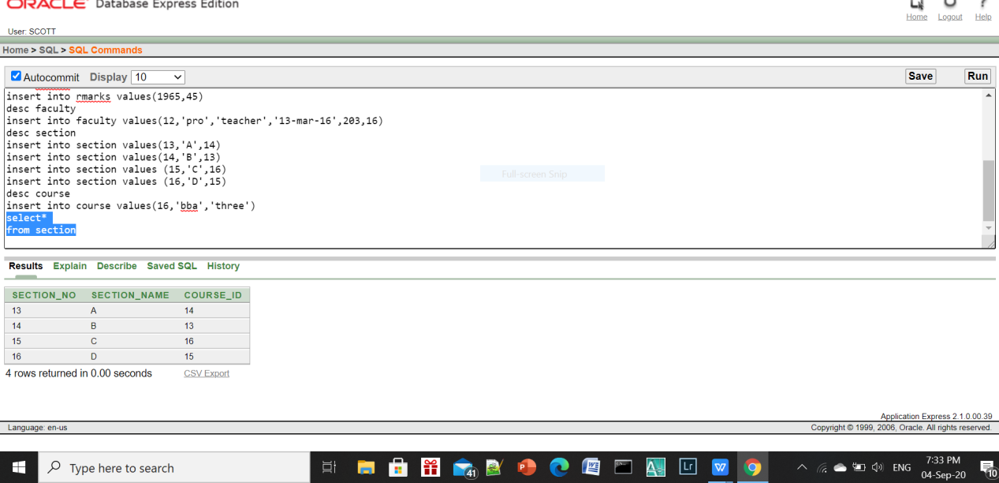 ORACLE Database Express Edition
Home Logout Help
User: SCOTT
Home > SQL > SQL Commands
Autocommit Display 10 Save Run
insert into rmarks values(1965,45)
desc faculty
insert into faculty values(12,'pro','teacher','13-mar-16',203,16)
desc section
insert into section values(13,'A',14)
insert into section values(14,'B',13)
insert into section values (15,'C',16)
insert into section values (16,'D',15)
desc course
insert into course values(16,'bba','three')
select*
from section
Full-screen Snip
Results Explain Describe Saved SQL History
SECTION_NO SECTION_NAME COURSE_ID
13 A 14
14 B 13
15 C 16
16 D 15
4 rows returned in 0.00 seconds CSV Export
Application Express 2.1.0.00.39
Language: en-us Copyright © 1999, 2006, Oracle. All rights reserved.
Type here to search 41 Lr W ENG 7:33 PM
04-Sep-20 10